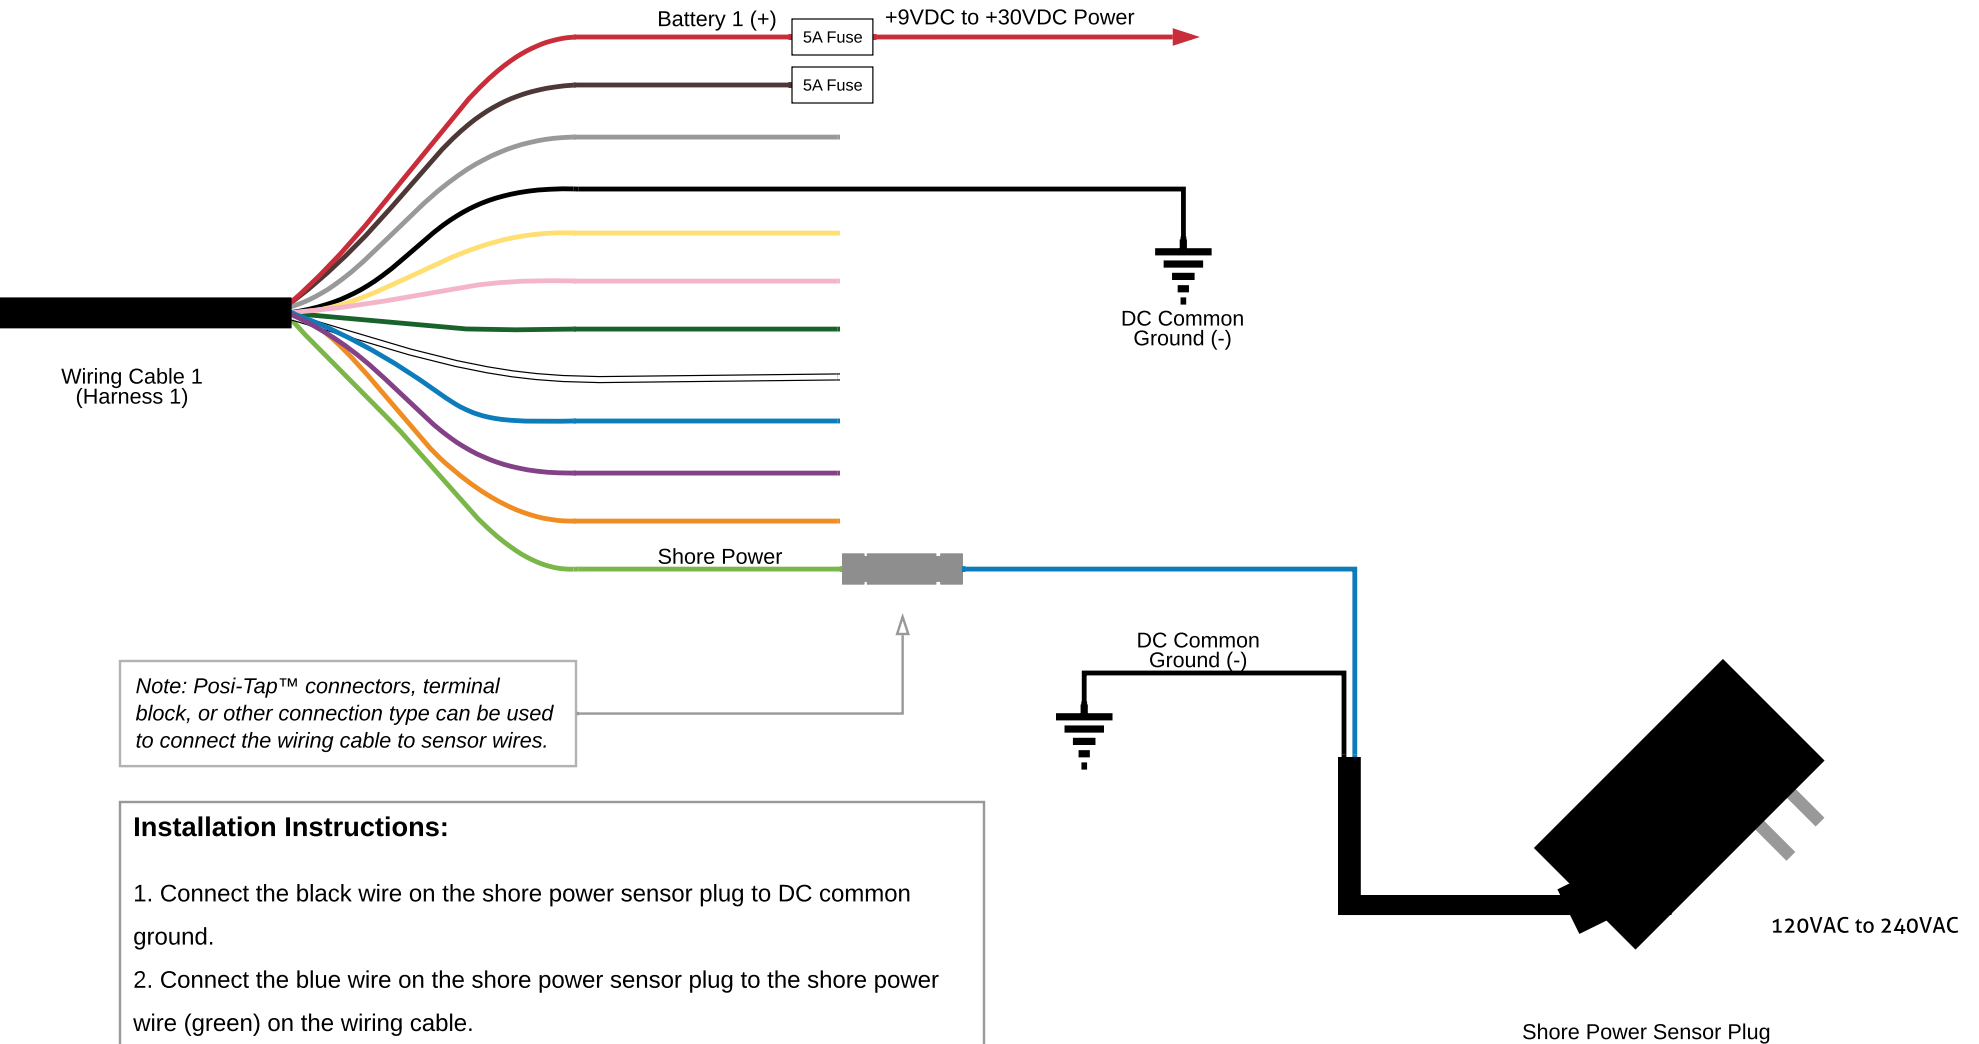 Battery 1 (+)
+9VDC to +30VDC Power
5A Fuse
5A Fuse
DC Common
Ground (-)
Wiring Cable 1
(Harness 1)
Shore Power
DC Common
Ground (-)
Note: Posi-Tap™ connectors, terminal
block, or other connection type can be used
to connect the wiring cable to sensor wires.
Installation Instructions:
1. Connect the black wire on the shore power sensor plug to DC common
ground.
2. Connect the blue wire on the shore power sensor plug to the shore power
wire (green) on the wiring cable.
120VAC to 240VAC
Shore Power Sensor Plug